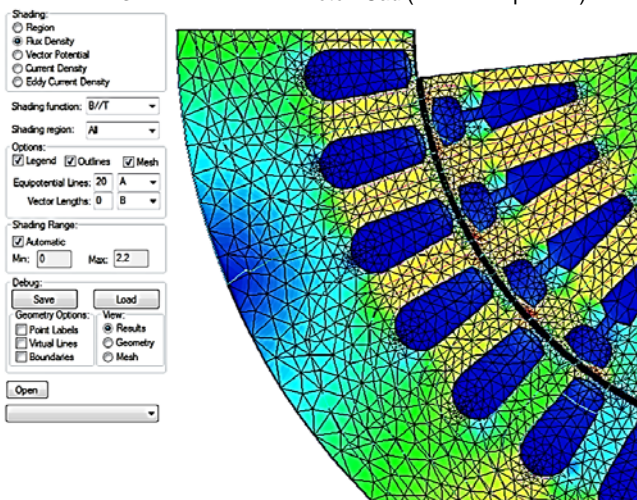 Shading:
Region
Flux Density
Vector Potential
Current Density
Eddy Current Density
Shading function: B//T
Shading region: All
Options:
Legend Outlines Mesh
Equipotential Lines: 20 A
Vector Lengths: 0 B
Shading Range:
Automatic
Min: 0 Max: 2.2
Debug:
Save Load
Geometry Options: View:
Point Labels Results
Virtual Lines Geometry
Boundaries Mesh
Open